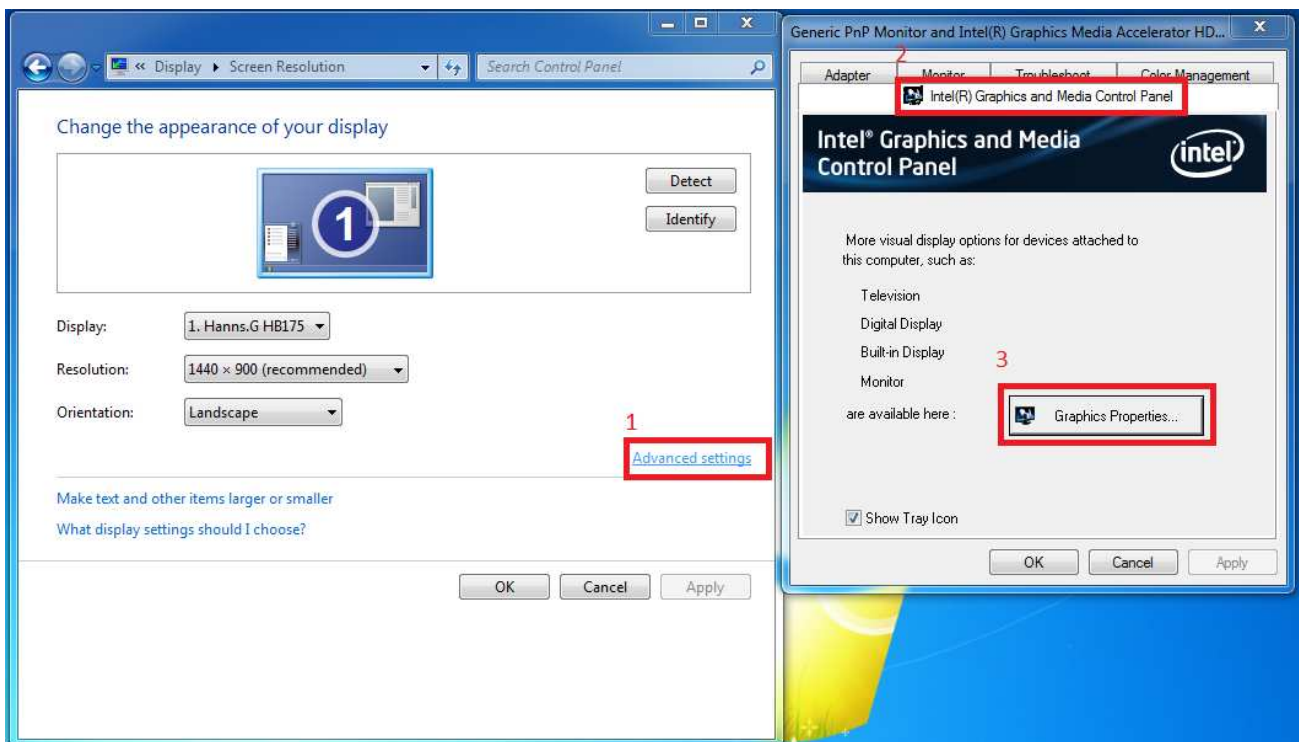 « Display ▸ Screen Resolution
Search Control Panel
Change the appearance of your display
1
Detect
Identify
Display:
1. Hanns.G HB175
Resolution:
1440 × 900 (recommended)
Orientation:
Landscape
1
Advanced settings
Make text and other items larger or smaller
What display settings should I choose?
OK Cancel Apply
Generic PnP Monitor and Intel(R) Graphics Media Accelerator HD...
2
Adapter Monitor Troubleshoot Color Management
Intel(R) Graphics and Media Control Panel
Intel® Graphics and Media
Control Panel
intel
More visual display options for devices attached to
this computer, such as:
Television
Digital Display
Built-in Display
Monitor
3
are available here :
Graphics Properties...
Show Tray Icon
OK Cancel Apply